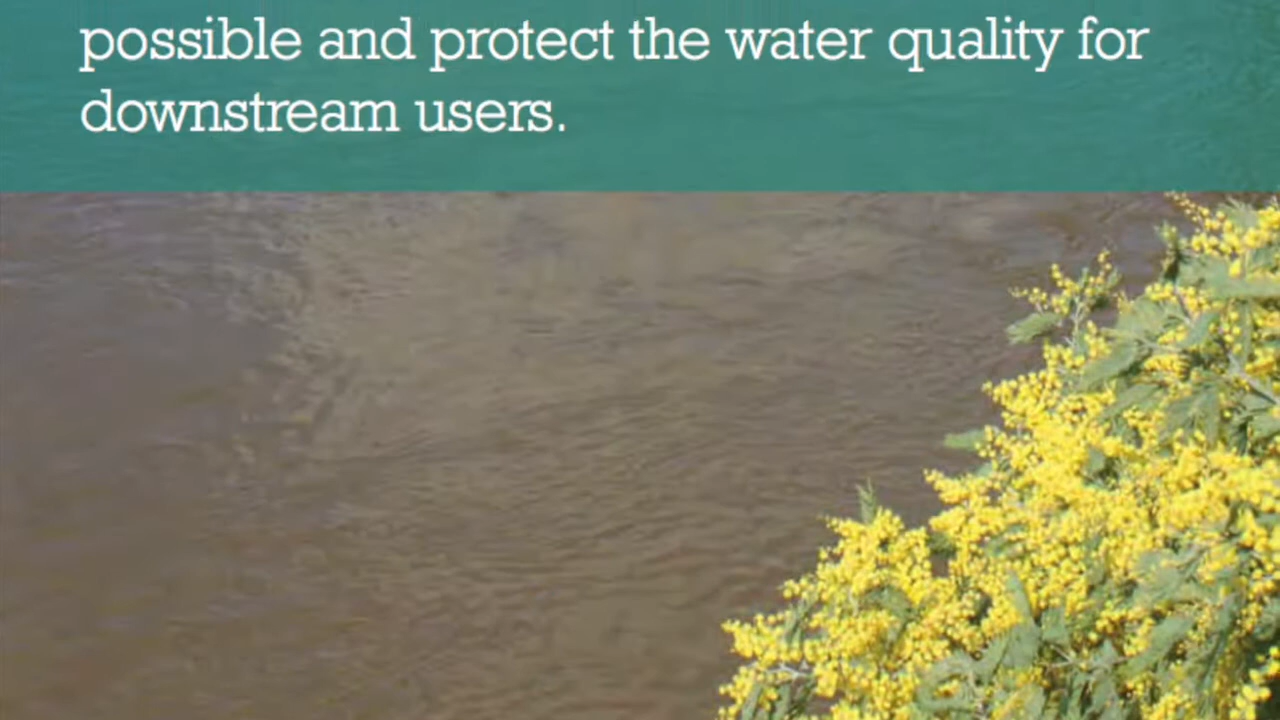 possible and protect the water quality for
downstream users.